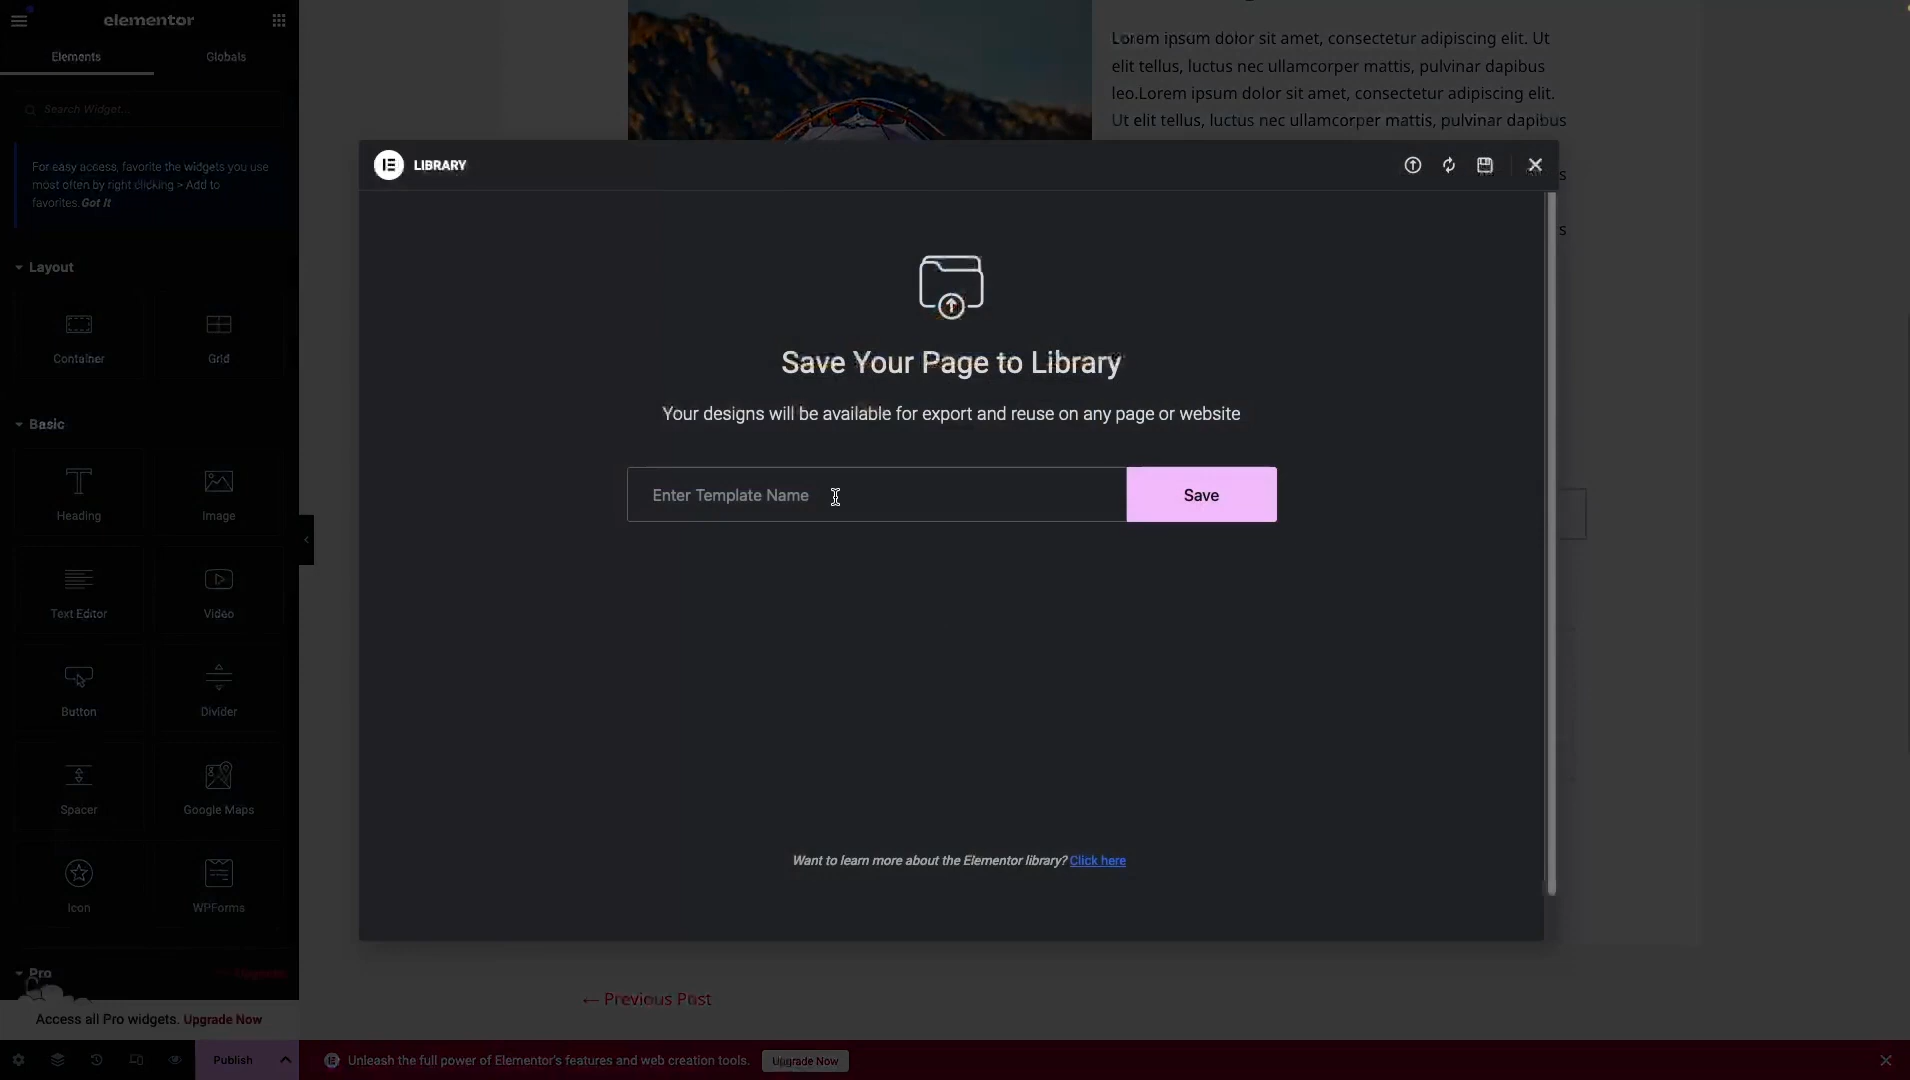 elementor
Elements
Globals
Search Widget...
For easy access, favorite the widgets you use
most often by right clicking > Add to
favorites. Got It
Layout
Container
Grid
Basic
Heading
Image
Text Editor
Video
Button
Divider
Spacer
Google Maps
Icon
WPForms
Pro
Access all Pro widgets. Upgrade Now
Publish
Lorem ipsum dolor sit amet, consectetur adipiscing elit. Ut
elit tellus, luctus nec ullamcorper mattis, pulvinar dapibus
leo.Lorem ipsum dolor sit amet, consectetur adipiscing elit.
Ut elit tellus, luctus nec ullamcorper mattis, pulvinar dapibus
LIBRARY
Save Your Page to Library
Your designs will be available for export and reuse on any page or website
Enter Template Name
Save
Want to learn more about the Elementor library? Click here
← Previous Post
Unleash the full power of Elementor's features and web creation tools.
Upgrade Now